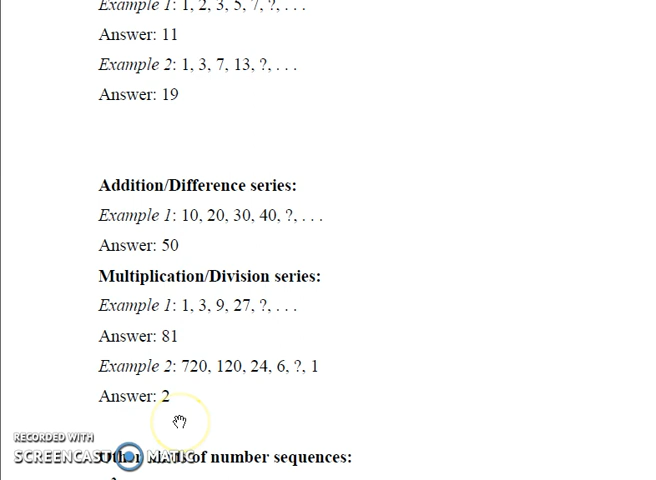 Example 1: 1, 2, 3, 5, 7, ?, . . .
Answer: 11
Example 2: 1, 3, 7, 13, ?, . . .
Answer: 19
Addition/Difference series:
Example 1: 10, 20, 30, 40, ?, . . .
Answer: 50
Multiplication/Division series:
Example 1: 1, 3, 9, 27, ?, . . .
Answer: 81
Example 2: 720, 120, 24, 6, ?, 1
Answer: 2
RECORDED WITH
SCREENCAST MATIC
Other of number sequences: